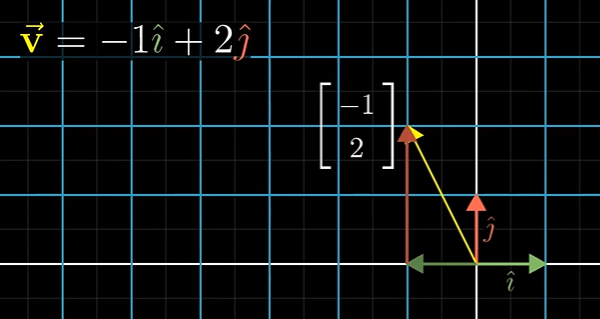 v⃗ = −1î + 2ĵ
[−1
2]
ĵ
î